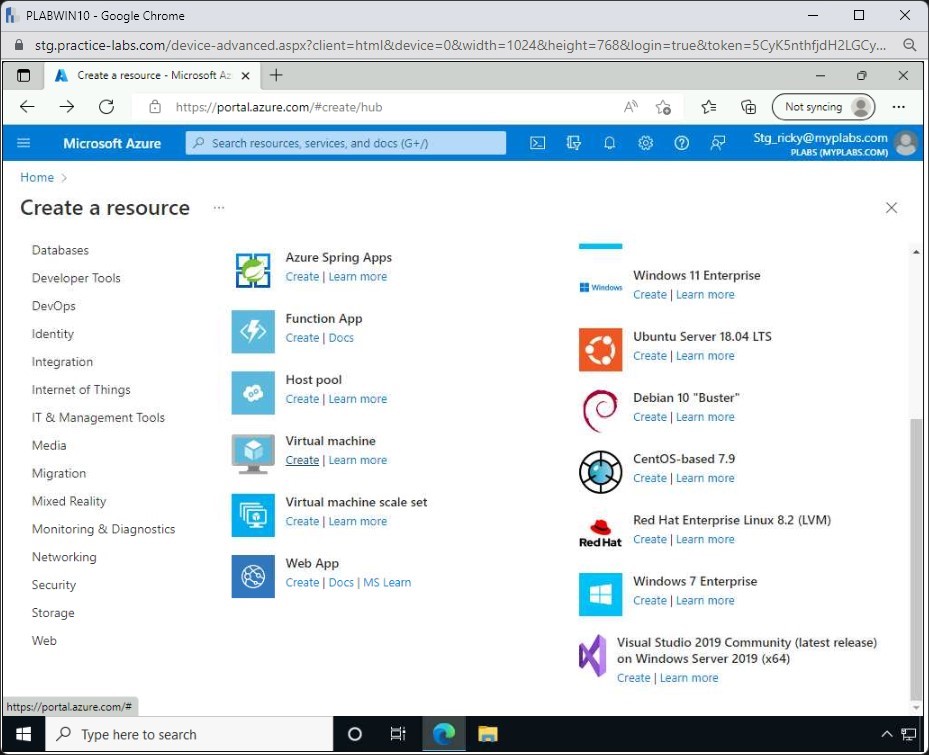 PLABWIN10 - Google Chrome
stg.practice-labs.com/device-advanced.aspx?client=html&device=0&width=1024&height=768&login=true&token=5CyK5nthfjdH2LGCy...
Create a resource - Microsoft Az
https://portal.azure.com/#create/hub
Not syncing
Microsoft Azure
Search resources, services, and docs (G+/)
Stg_ricky@myplabs.com
PLABS (MYPLABS.COM)
Home >
Create a resource ...
Databases
Developer Tools
DevOps
Identity
Integration
Internet of Things
IT & Management Tools
Media
Migration
Mixed Reality
Monitoring & Diagnostics
Networking
Security
Storage
Web
Azure Spring Apps
Create | Learn more
Function App
Create | Docs
Host pool
Create | Learn more
Virtual machine
Create | Learn more
Virtual machine scale set
Create | Learn more
Web App
Create | Docs | MS Learn
Windows
Windows 11 Enterprise
Create | Learn more
Ubuntu Server 18.04 LTS
Create | Learn more
Debian 10 "Buster"
Create | Learn more
CentOS-based 7.9
Create | Learn more
Red Hat
Red Hat Enterprise Linux 8.2 (LVM)
Create | Learn more
Windows 7 Enterprise
Create | Learn more
Visual Studio 2019 Community (latest release)
on Windows Server 2019 (x64)
Create | Learn more
https://portal.azure.com/#
Type here to search